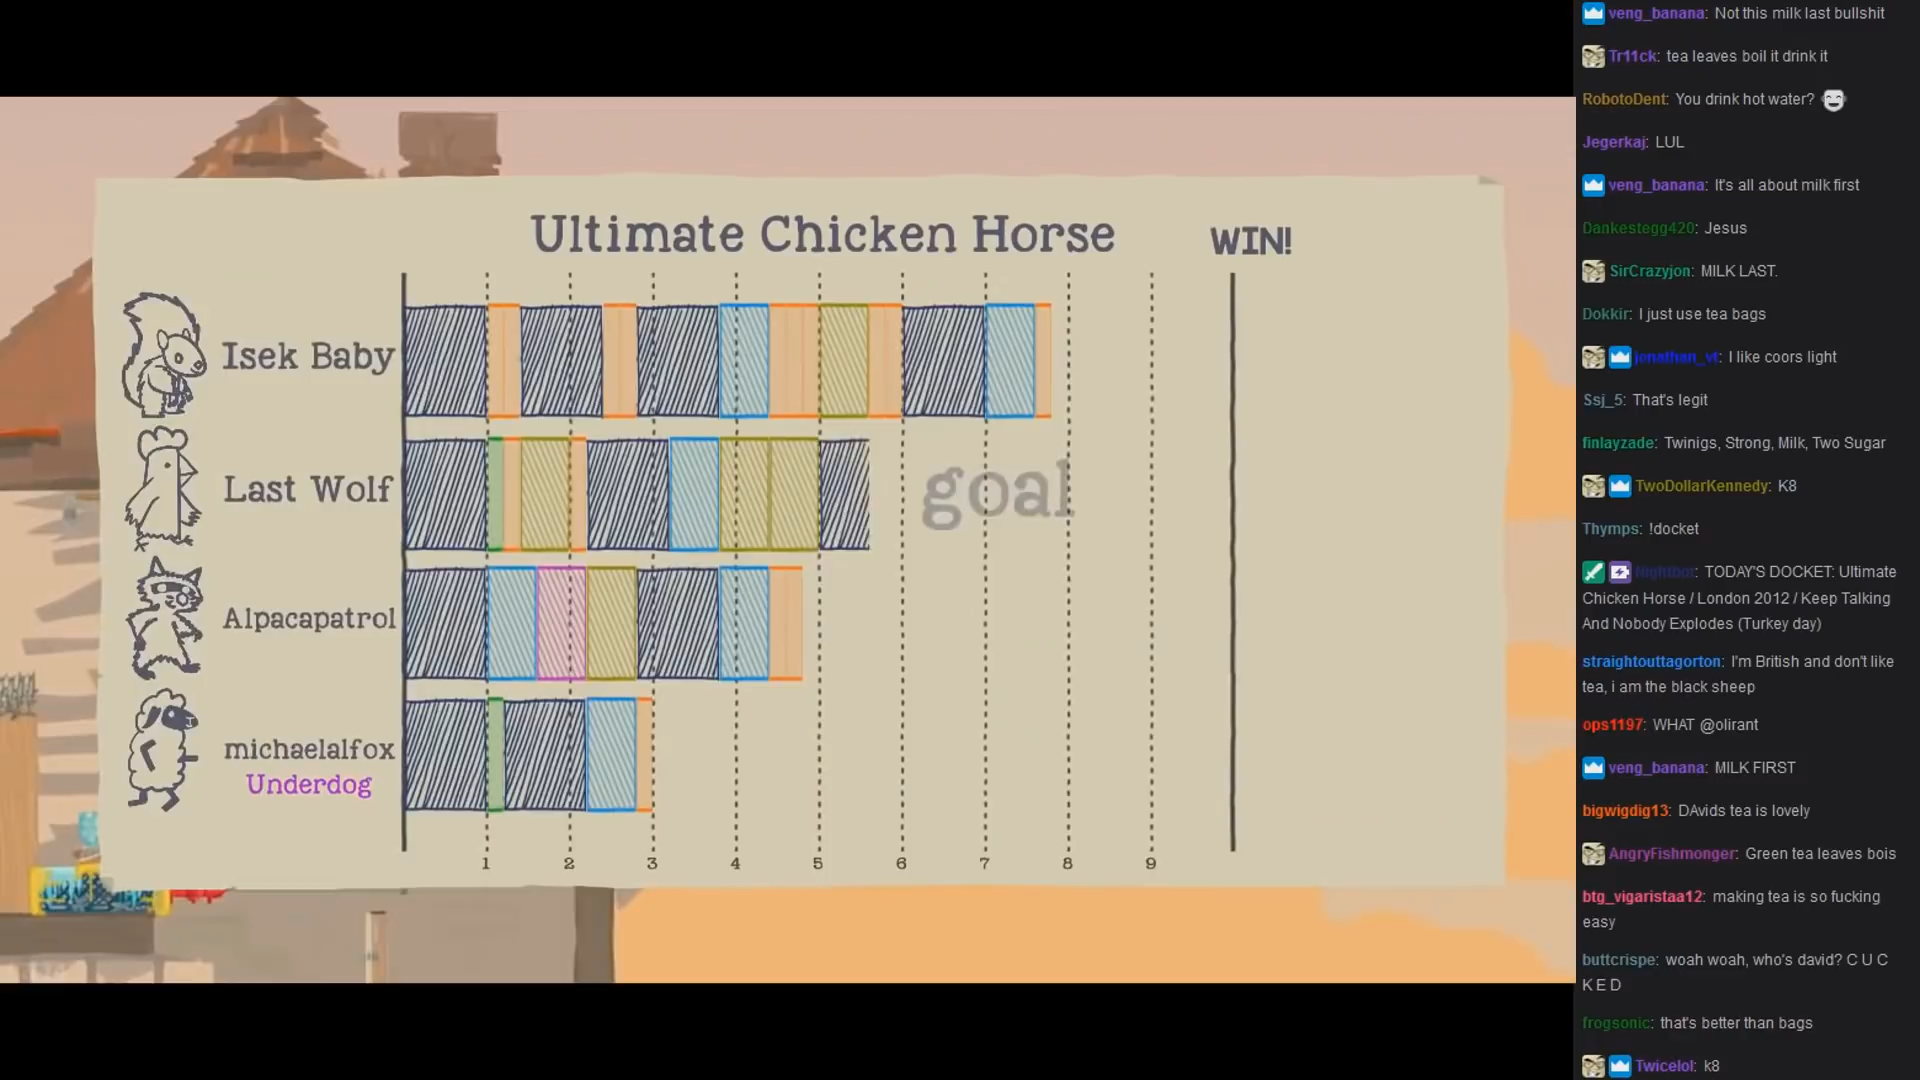 Ultimate Chicken Horse
WIN!
Isek Baby
Last Wolf
goal
Alpacapatrol
michaelalfox
Underdog
1 2 3 4 5 6 7 8 9
veng_banana: Not this milk last bullshit
Tr11ck: tea leaves boil it drink it
RobotoDent: You drink hot water?
Jegerkaj: LUL
veng_banana: It's all about milk first
Dankestegg420: Jesus
SirCrazyjon: MILK LAST.
Dokkir: I just use tea bags
jonathan_vt: I like coors light
Ssj_5: That's legit
finlayzade: Twinigs, Strong, Milk, Two Sugar
TwoDollarKennedy: K8
Thymps: !docket
Nightbot: TODAY'S DOCKET: Ultimate
Chicken Horse / London 2012 / Keep Talking
And Nobody Explodes (Turkey day)
straightouttagorton: I'm British and don't like
tea, i am the black sheep
ops1197: WHAT @olirant
veng_banana: MILK FIRST
bigwigdig13: DAvids tea is lovely
AngryFishmonger: Green tea leaves bois
btg_vigaristaa12: making tea is so fucking
easy
buttcrispe: woah woah, who's david? C U C
K E D
frogsonic: that's better than bags
Twicelol: k8